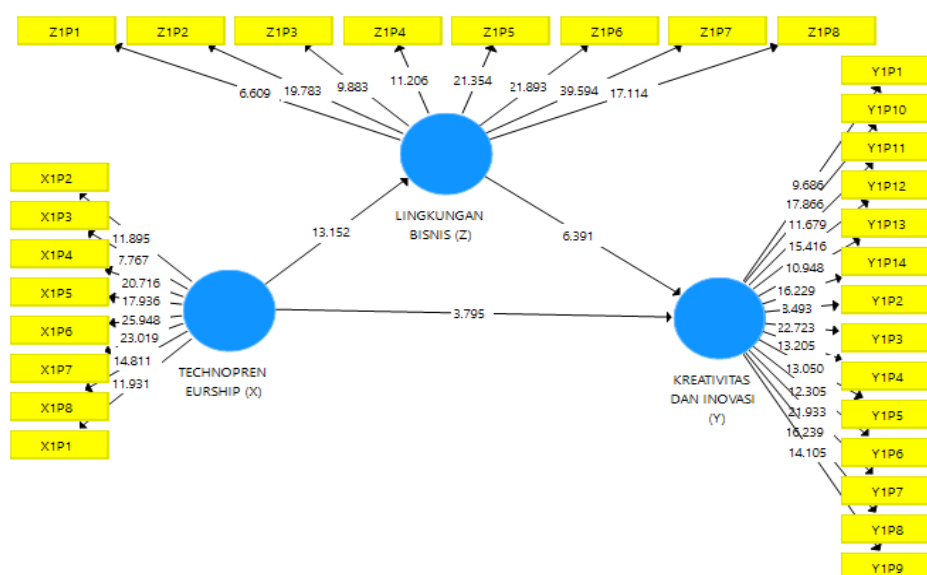 Z1P1 Z1P2 Z1P3 Z1P4 Z1P5 Z1P6 Z1P7 Z1P8
6.609 19.783 9.883 11.206 21.354 21.893 39.594 17.114
LINGKUNGAN
BISNIS (Z)
X1P2
X1P3
X1P4
X1P5
X1P6
X1P7
X1P8
X1P1
11.895
7.767
20.716
17.936
25.948
23.019
14.811
11.931
TECHNOPREN
EURSHIP (X)
13.152
6.391
3.795
KREATIVITAS
DAN INOVASI
(Y)
9.686
17.866
11.679
15.416
10.948
16.229
3.493
22.723
13.205
13.050
12.305
21.933
16.239
14.105
Y1P1
Y1P10
Y1P11
Y1P12
Y1P13
Y1P14
Y1P2
Y1P3
Y1P4
Y1P5
Y1P6
Y1P7
Y1P8
Y1P9